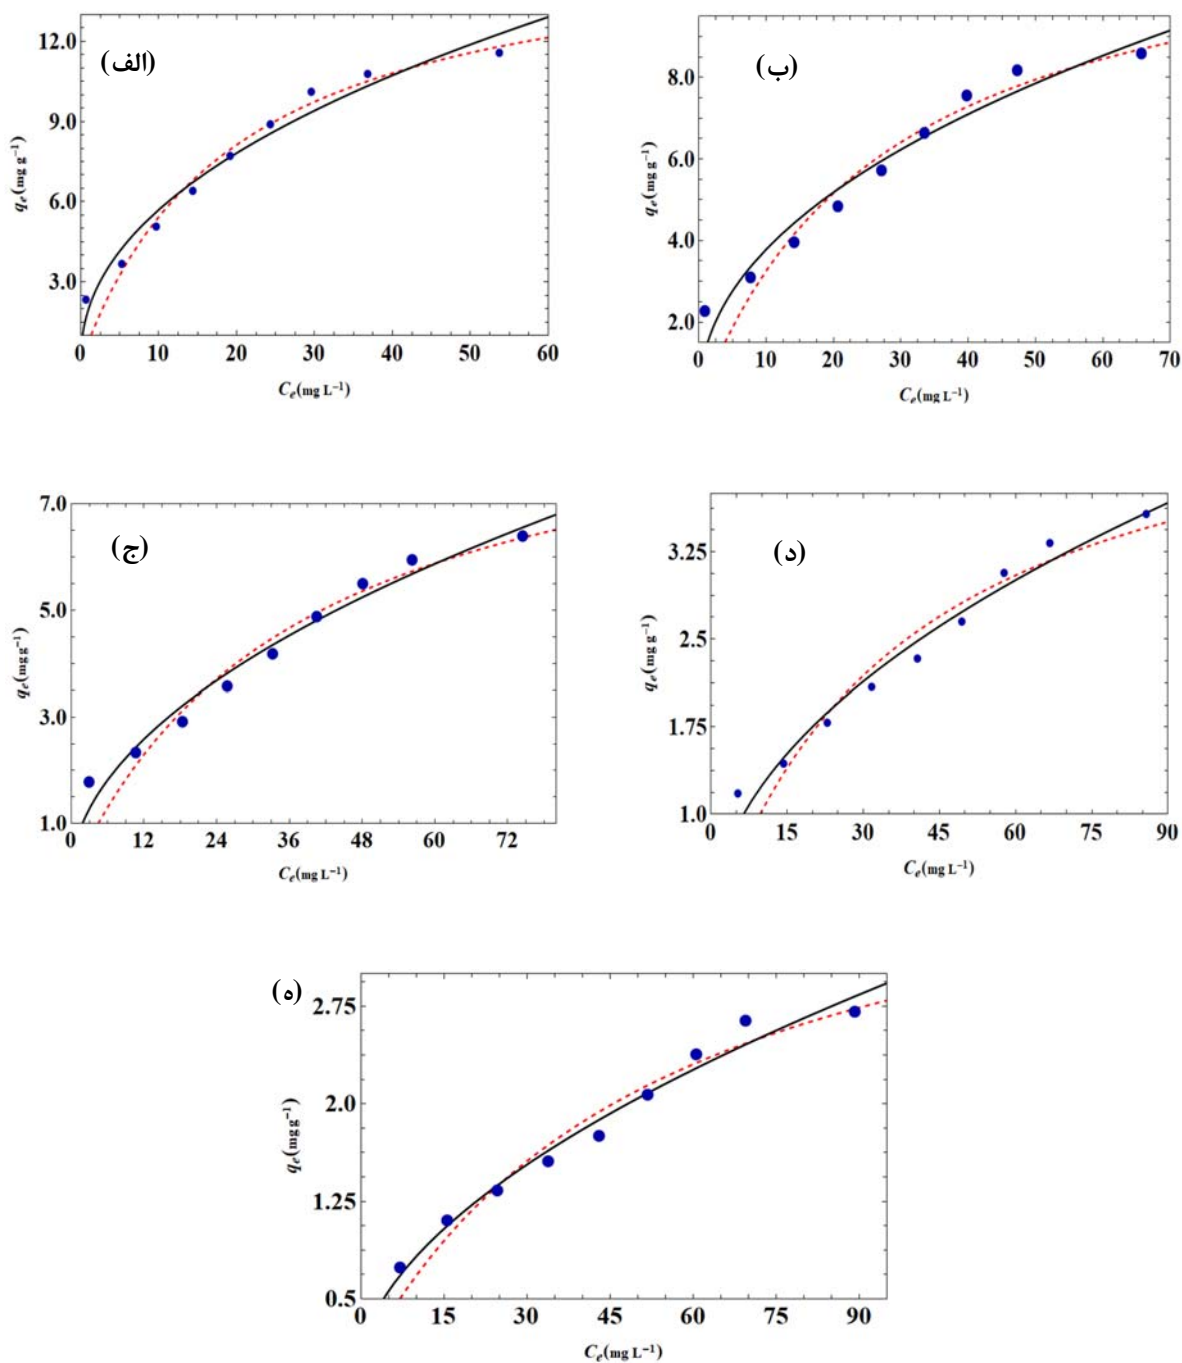 (الف)
12.0
9.0
6.0
3.0
0 10 20 30 40 50 60
qe(mg g⁻¹)
Ce(mg L⁻¹)
(ب)
8.0
6.0
4.0
2.0
0 10 20 30 40 50 60 70
qe(mg g⁻¹)
Ce(mg L⁻¹)
(ج)
7.0
5.0
3.0
1.0
0 12 24 36 48 60 72
qe(mg g⁻¹)
Ce(mg L⁻¹)
(د)
3.25
2.5
1.75
1.0
0 15 30 45 60 75 90
qe(mg g⁻¹)
Ce(mg L⁻¹)
(ه)
2.75
2.0
1.25
0.5
0 15 30 45 60 75 90
qe(mg g⁻¹)
Ce(mg L⁻¹)